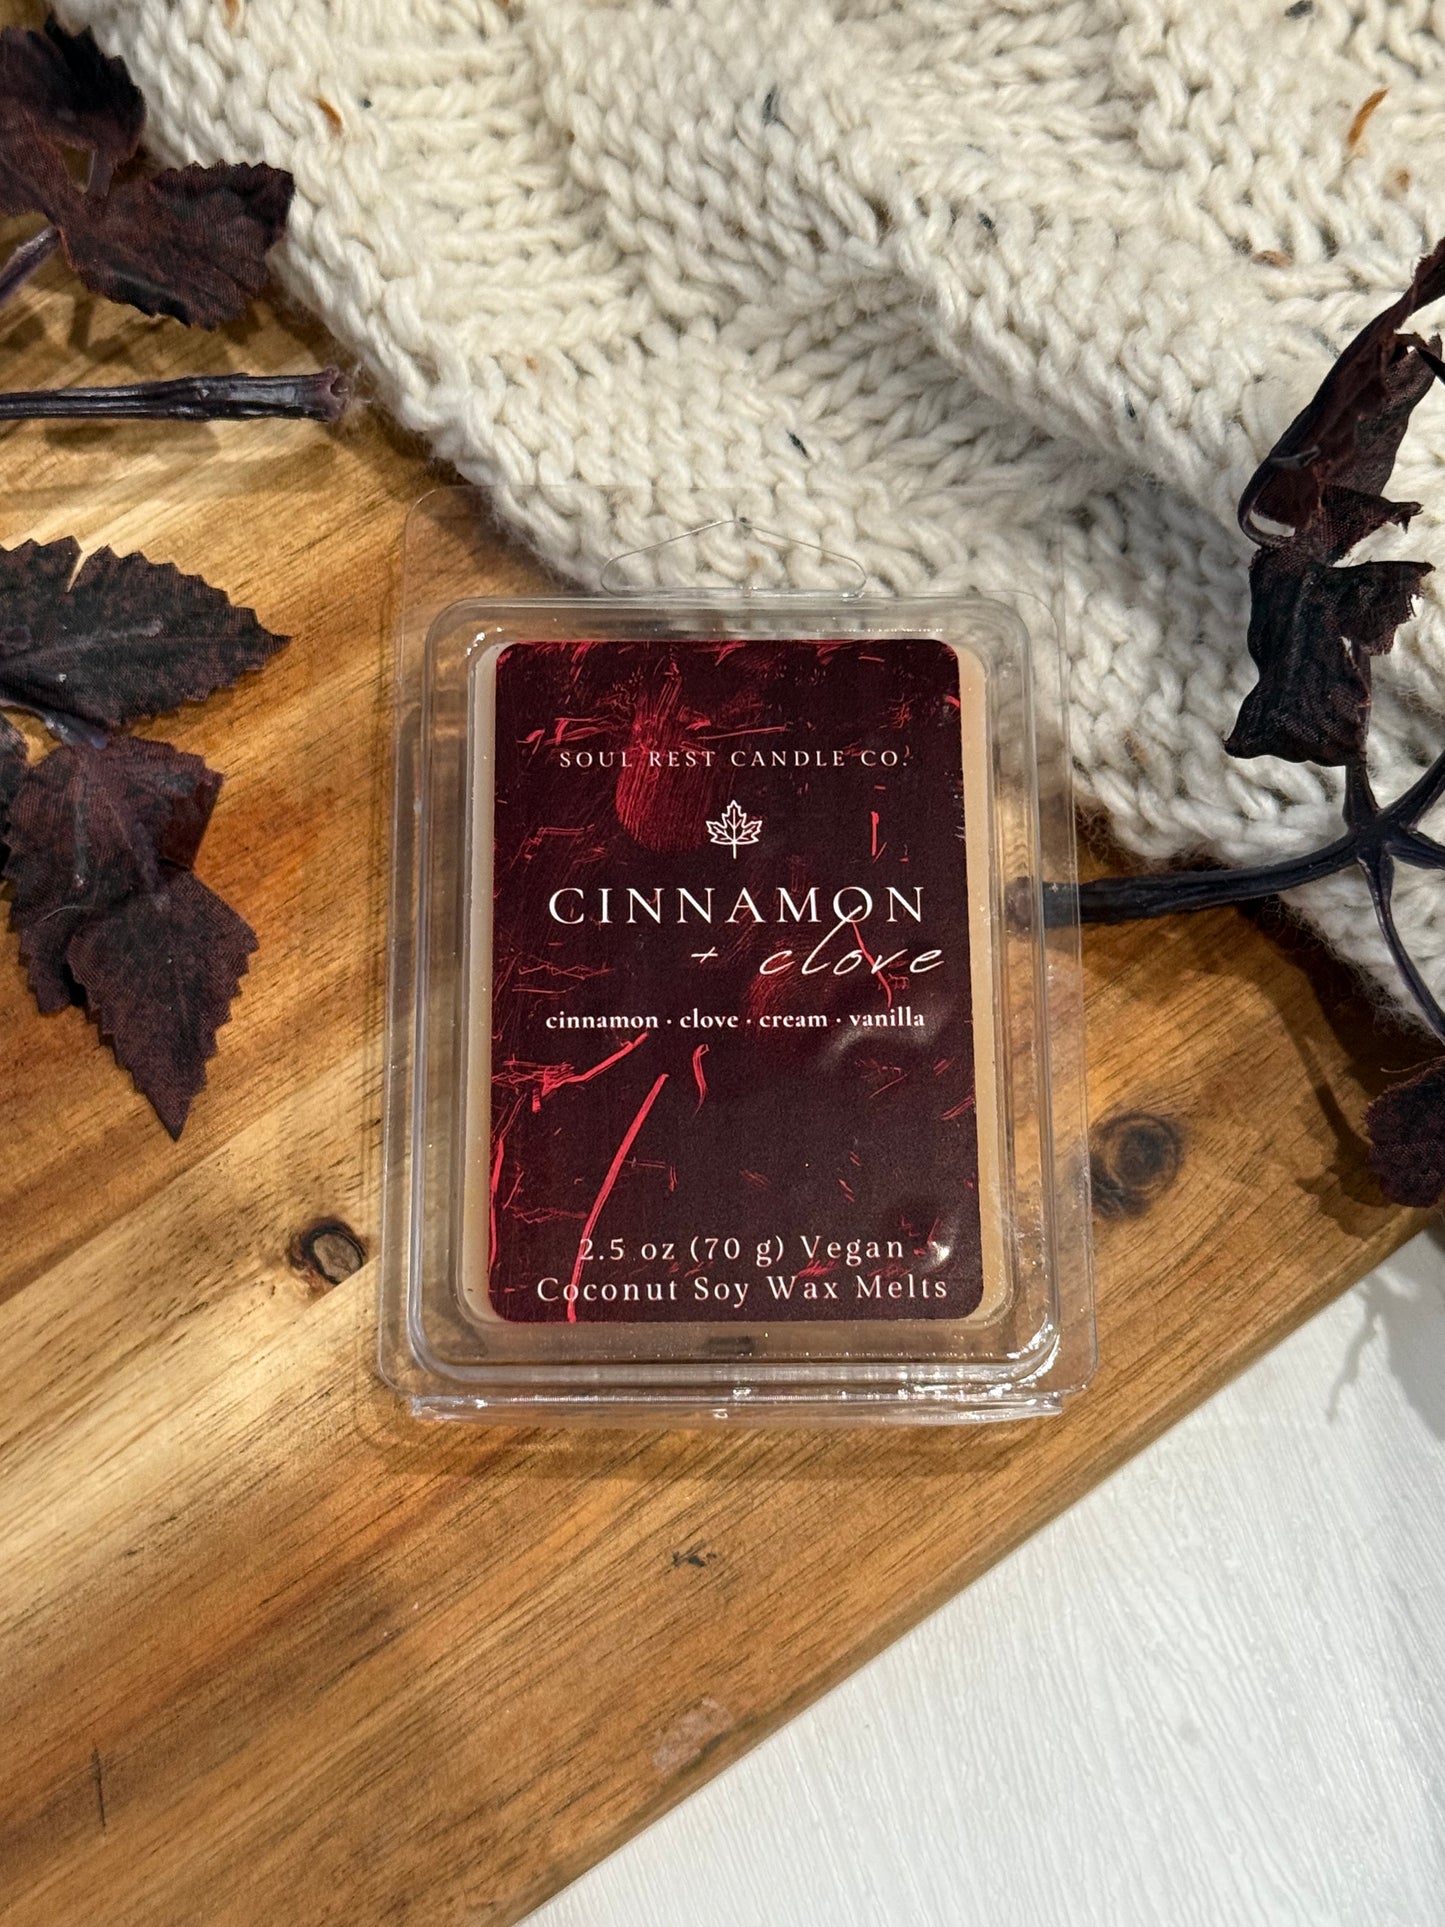 SOUL REST CANDLE CO.
CINNAMON
+ clove
cinnamon · clove · cream · vanilla
2.5 oz (70 g) Vegan
Coconut Soy Wax Melts